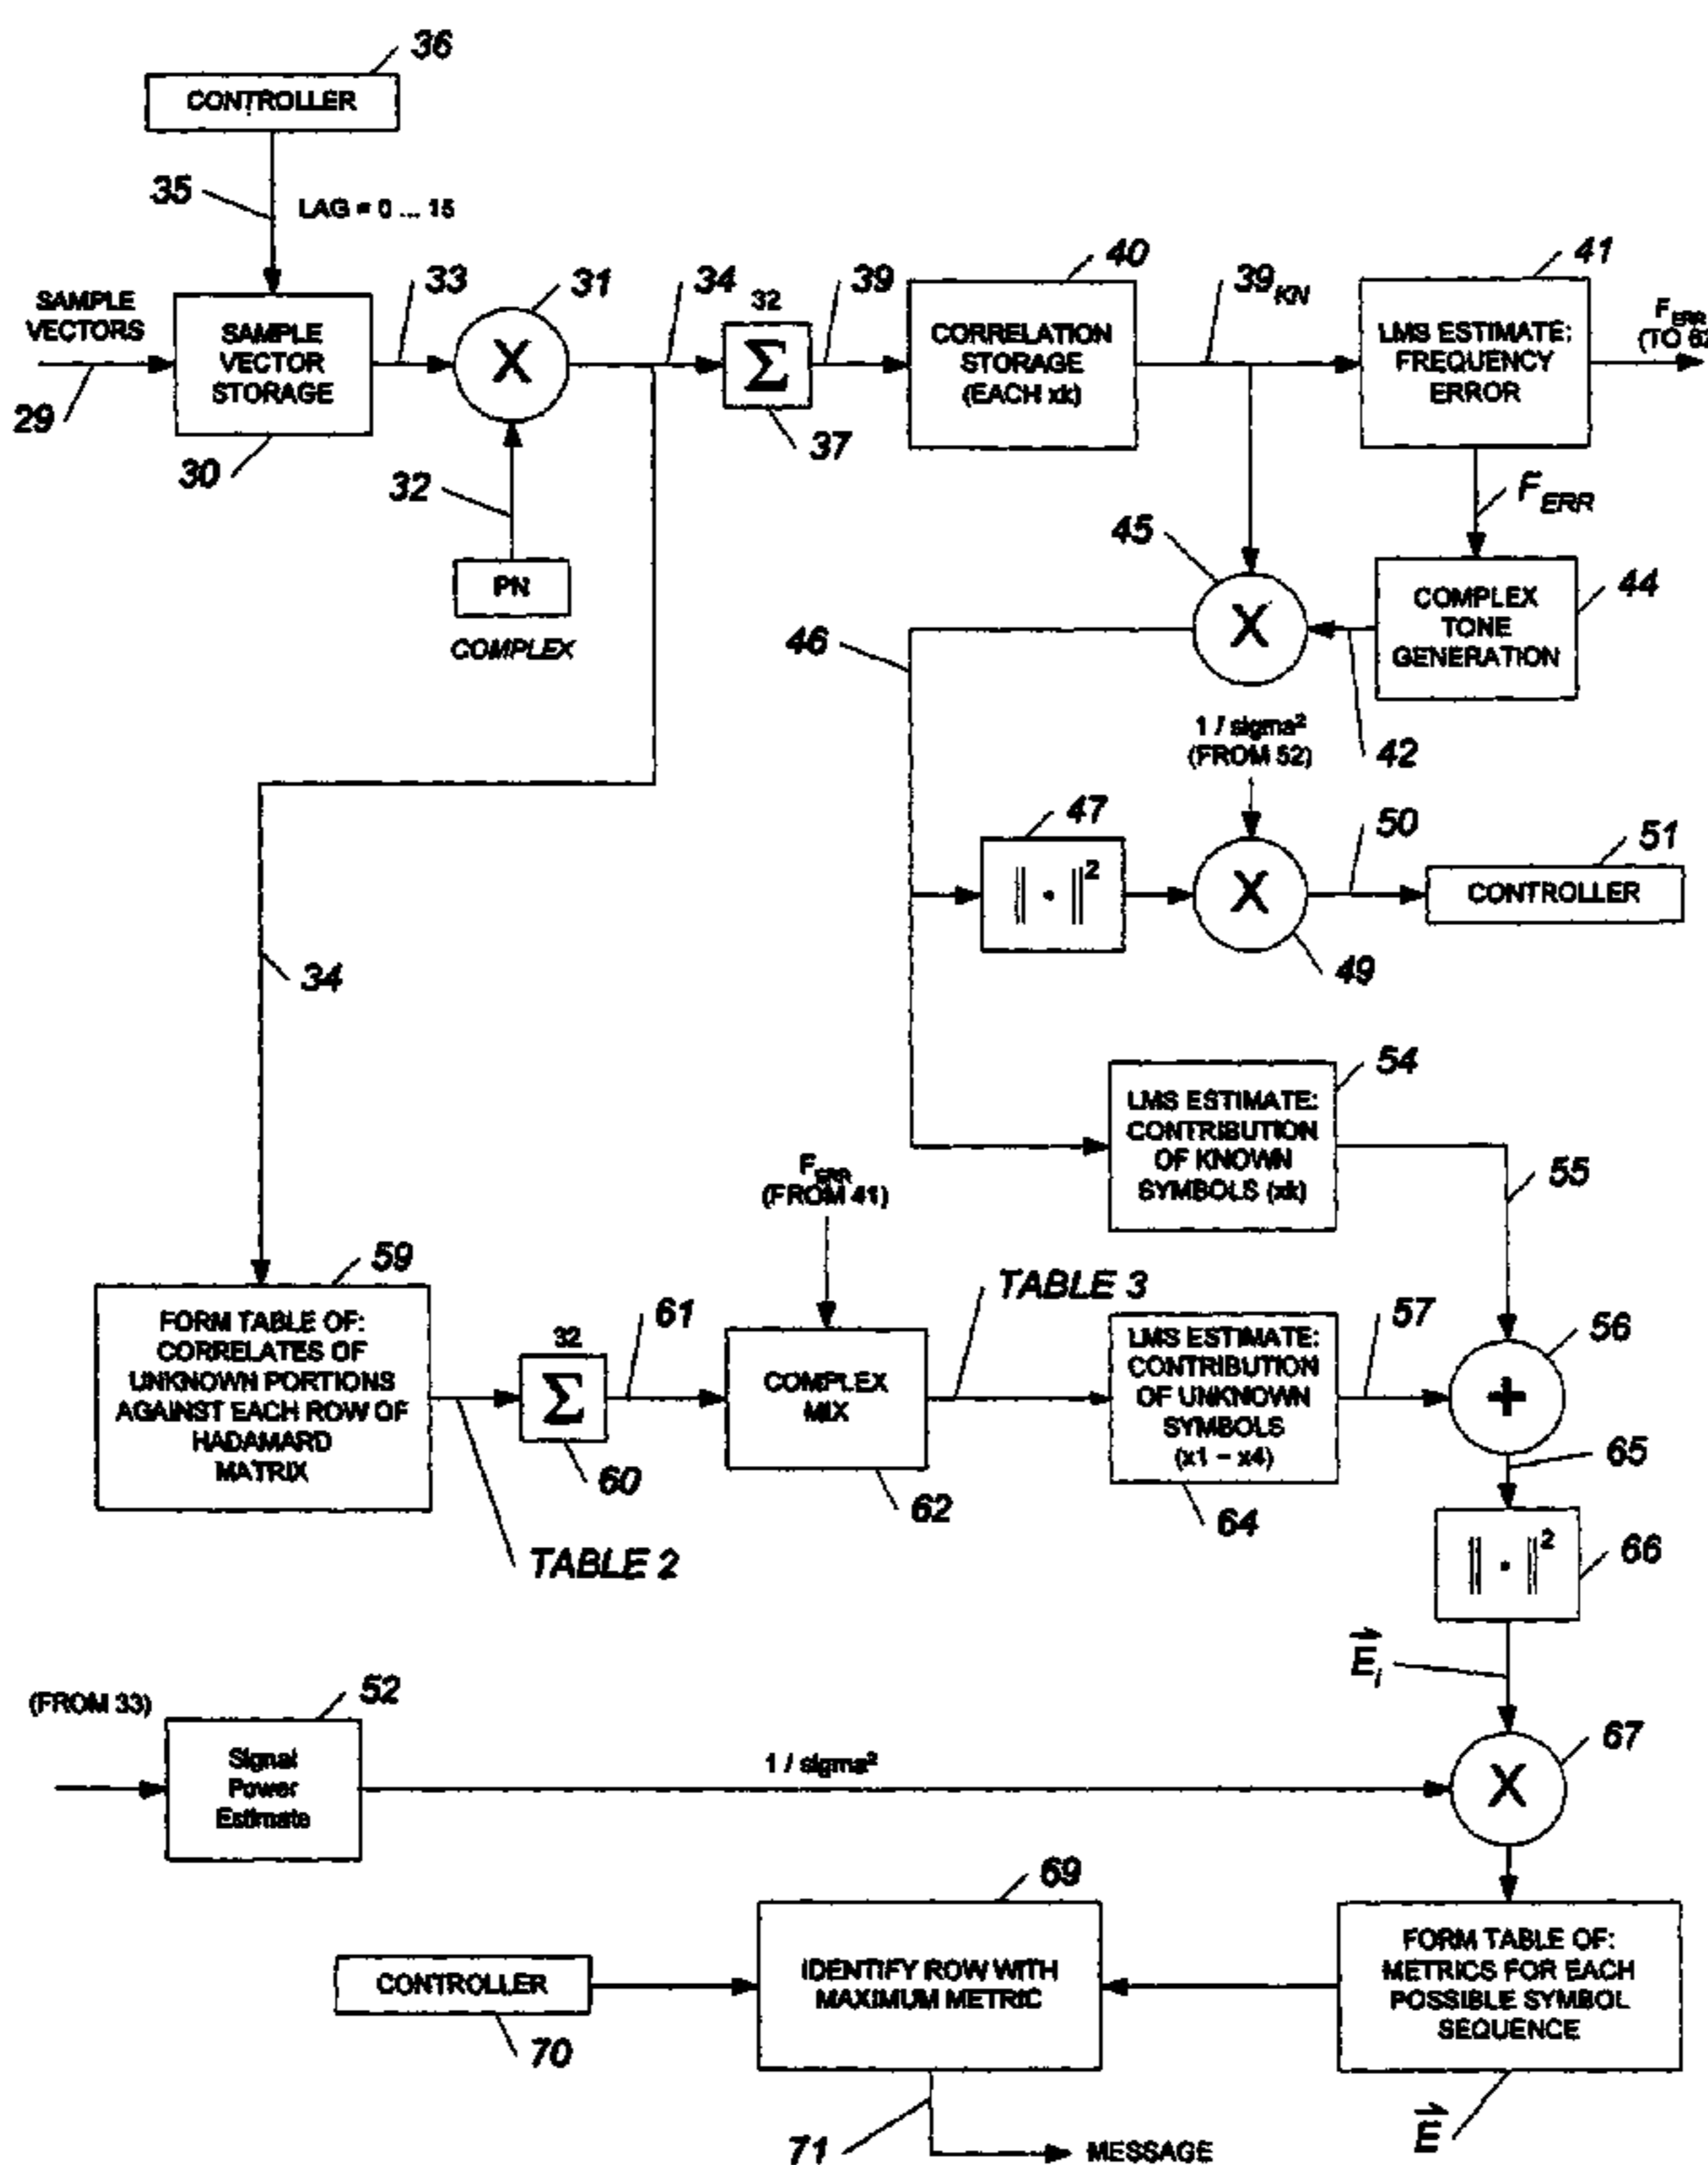 36
CONTROLLER
35
LAG = 0 ... 15
SAMPLE
VECTORS
29
SAMPLE
VECTOR
STORAGE
30
33
31
X
32
PN
COMPLEX
34
32
Σ
37
39
40
CORRELATION
STORAGE
(EACH xk)
39KN
41
LMS ESTIMATE:
FREQUENCY
ERROR
FERR
(TO 62
FERR
45
X
COMPLEX
TONE
GENERATION
44
46
42
1 / sigma²
(FROM 52)
47
‖ · ‖²
X
49
50
51
CONTROLLER
34
54
LMS ESTIMATE:
CONTRIBUTION
OF KNOWN
SYMBOLS (xk)
55
FERR
(FROM 41)
59
FORM TABLE OF:
CORRELATES OF
UNKNOWN PORTIONS
AGAINST EACH ROW OF
HADAMARD
MATRIX
TABLE 2
32
Σ
60
61
COMPLEX
MIX
62
TABLE 3
LMS ESTIMATE:
CONTRIBUTION
OF UNKNOWN
SYMBOLS
(x1 – x4)
64
57
56
+
65
‖ · ‖²
66
E⃗i
(FROM 33)
52
Signal
Power
Estimate
1 / sigma²
67
X
69
CONTROLLER
70
IDENTIFY ROW WITH
MAXIMUM METRIC
FORM TABLE OF:
METRICS FOR EACH
POSSIBLE SYMBOL
SEQUENCE
E⃗
71
MESSAGE